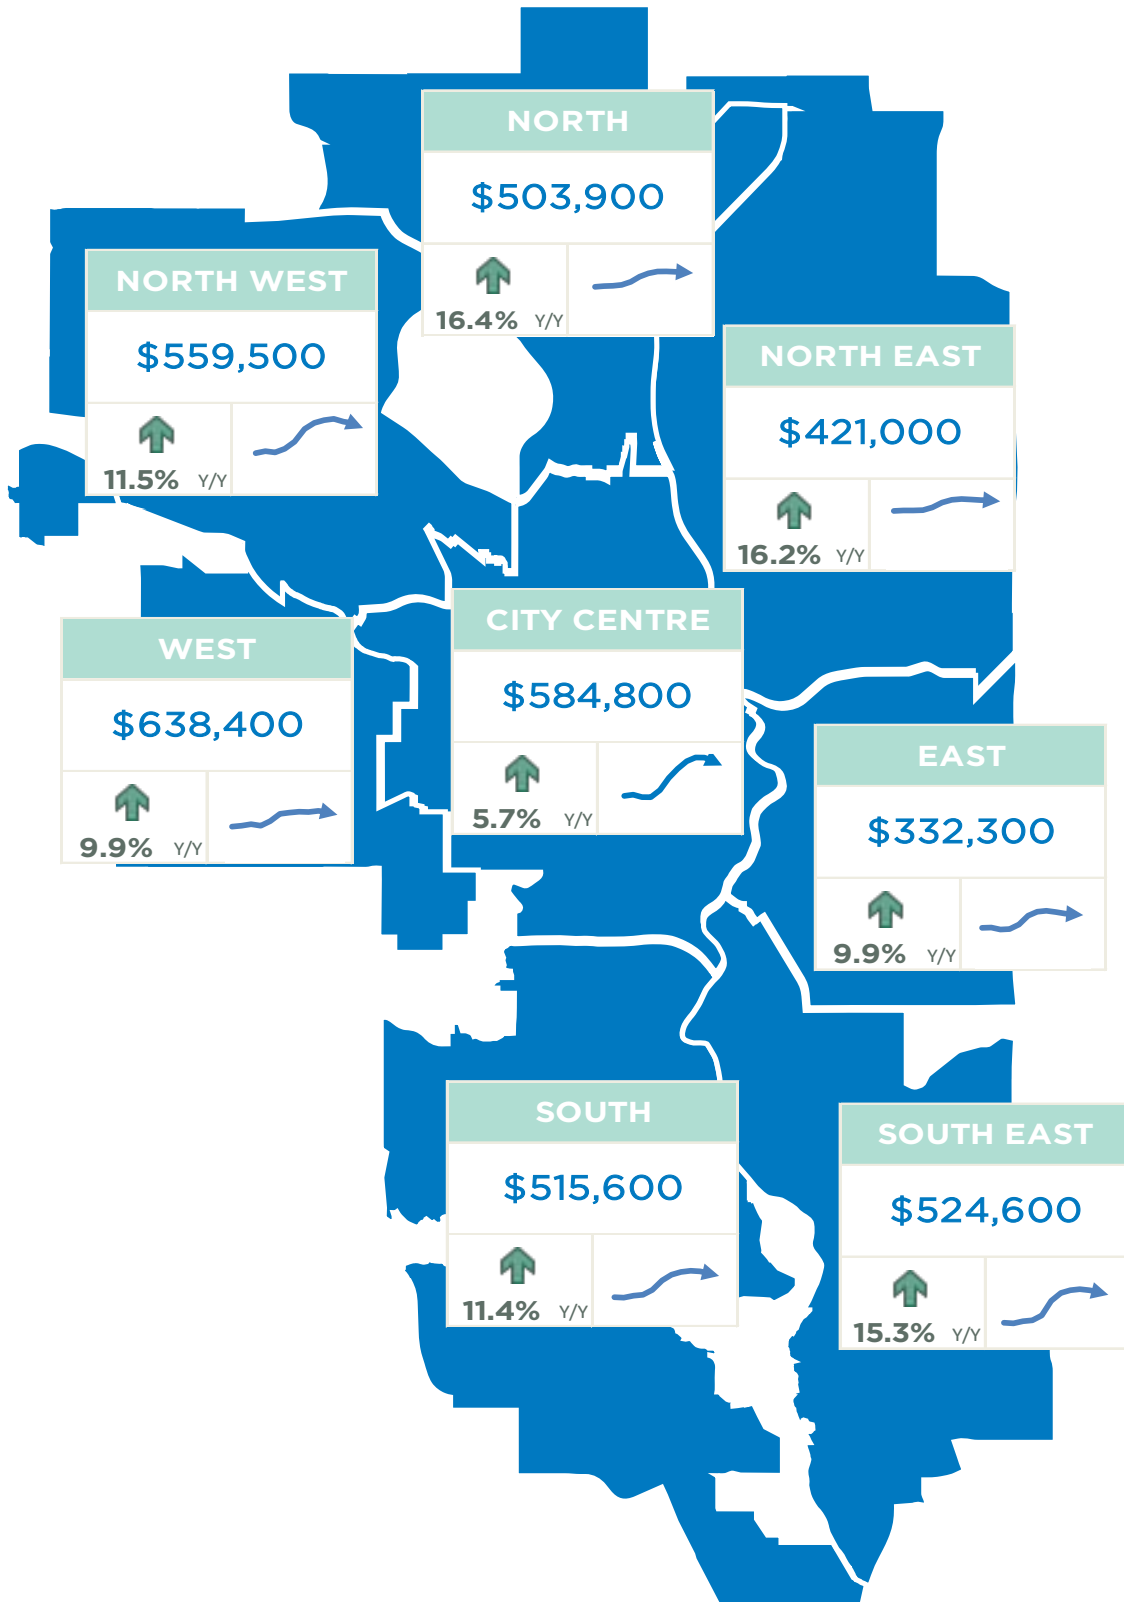 NORTH
$503,900
16.4% Y/Y
NORTH WEST
$559,500
11.5% Y/Y
NORTH EAST
$421,000
16.2% Y/Y
CITY CENTRE
$584,800
5.7% Y/Y
WEST
$638,400
9.9% Y/Y
EAST
$332,300
9.9% Y/Y
SOUTH
$515,600
11.4% Y/Y
SOUTH EAST
$524,600
15.3% Y/Y